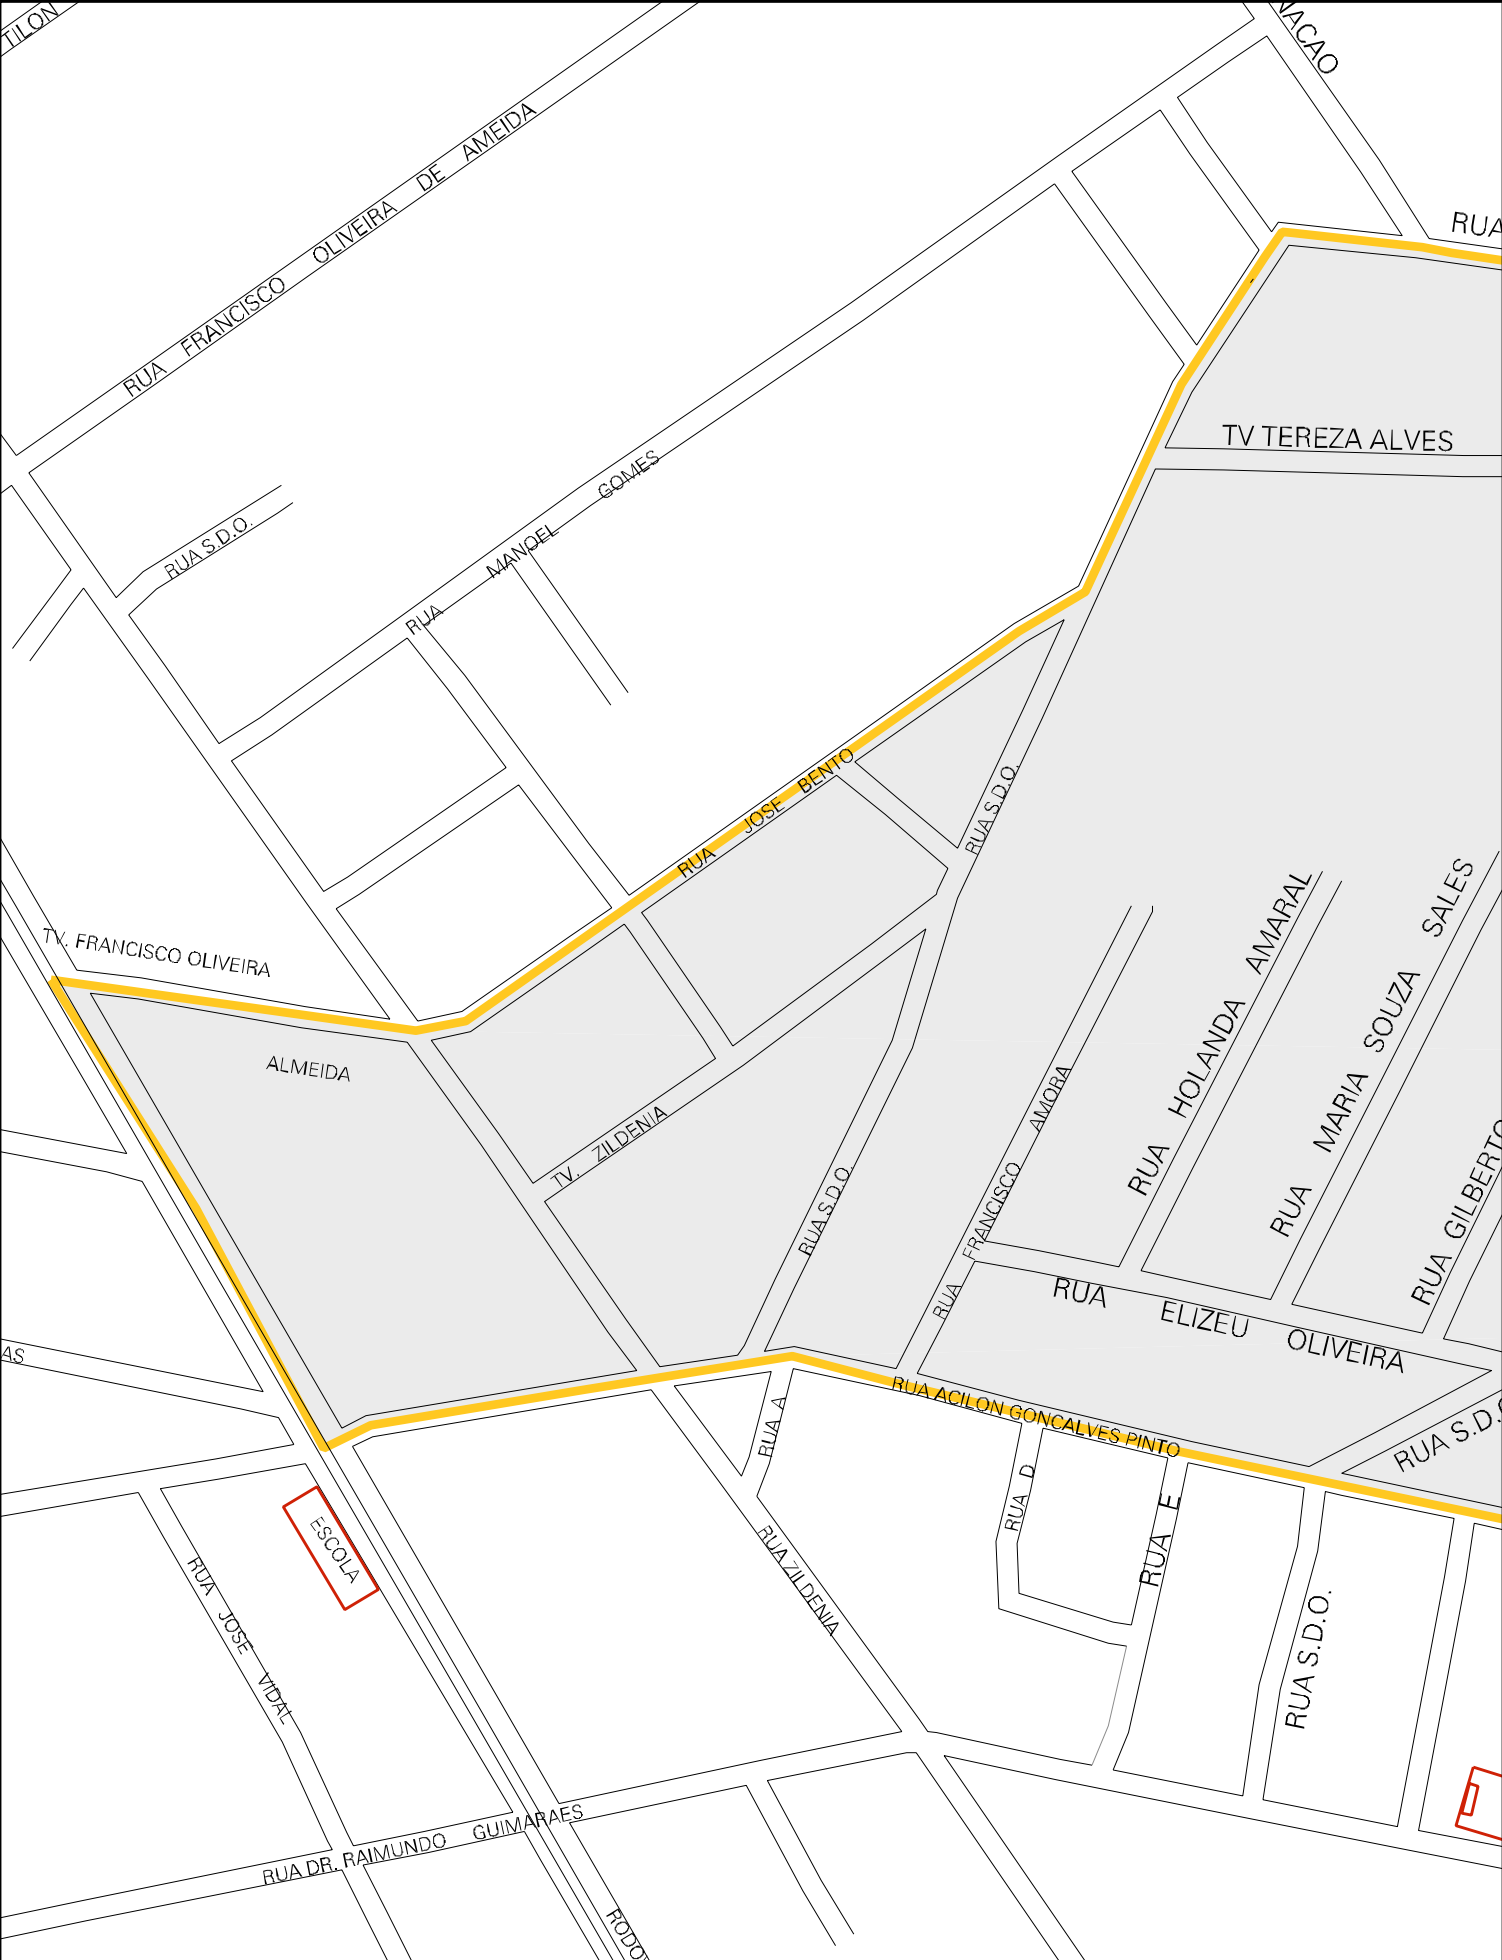 TILON
NACAO
RUA FRANCISCO OLIVEIRA DE AMEIDA
RUA
TV TEREZA ALVES
RUA S.D.O.
RUA MANOEL GOMES
RUA JOSE BENTO
RUA S.D.O.
TV. FRANCISCO OLIVEIRA
ALMEIDA
TV. ZILDENIA
RUA S.D.O.
RUA FRANCISCO AMORA
RUA HOLANDA AMARAL
RUA MARIA SOUZA SALES
RUA GILBERTO
RUA ELIZEU OLIVEIRA
AS
RUA ACILON GONCALVES PINTO
RUA S.D.O
RUA A
RUA D
RUA E
RUA S.D.O.
ESCOLA
RUA ZILDENIA
RUA JOSE VIDAL
RUA DR. RAIMUNDO GUIMARAES
RODO